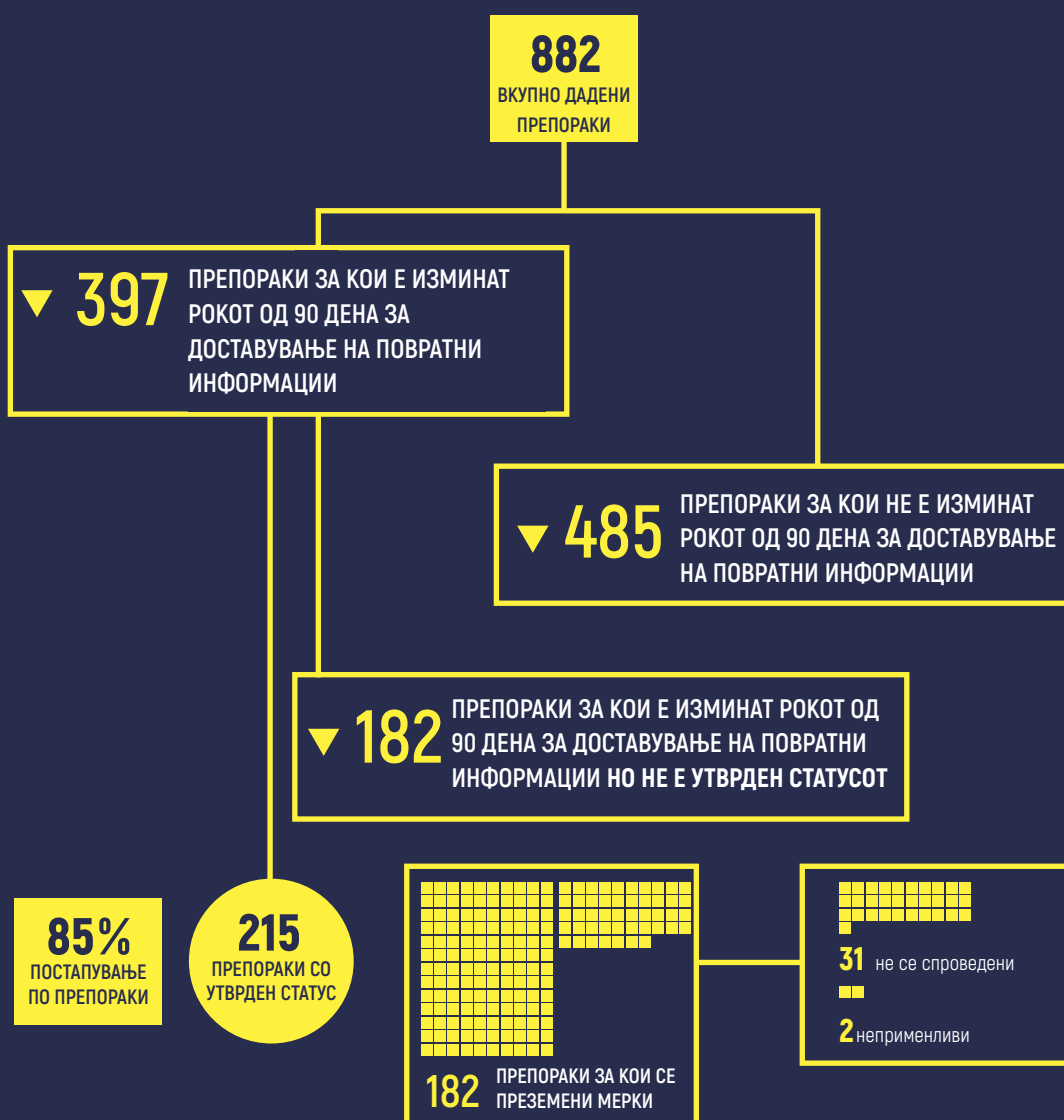 882
ВКУПНО ДАДЕНИ
ПРЕПОРАКИ
397
ПРЕПОРАКИ ЗА КОИ Е ИЗМИНАТ
РОКОТ ОД 90 ДЕНА ЗА
ДОСТАВУВАЊЕ НА ПОВРАТНИ
ИНФОРМАЦИИ
485
ПРЕПОРАКИ ЗА КОИ НЕ Е ИЗМИНАТ
РОКОТ ОД 90 ДЕНА ЗА ДОСТАВУВАЊЕ
НА ПОВРАТНИ ИНФОРМАЦИИ
182
ПРЕПОРАКИ ЗА КОИ Е ИЗМИНАТ РОКОТ ОД
90 ДЕНА ЗА ДОСТАВУВАЊЕ НА ПОВРАТНИ
ИНФОРМАЦИИ НО НЕ Е УТВРДЕН СТАТУСОТ
85%
ПОСТАПУВАЊЕ
ПО ПРЕПОРАКИ
215
ПРЕПОРАКИ СО
УТВРДЕН СТАТУС
182
ПРЕПОРАКИ ЗА КОИ СЕ
ПРЕЗЕМЕНИ МЕРКИ
31 не се спроведени
2 неприменливи